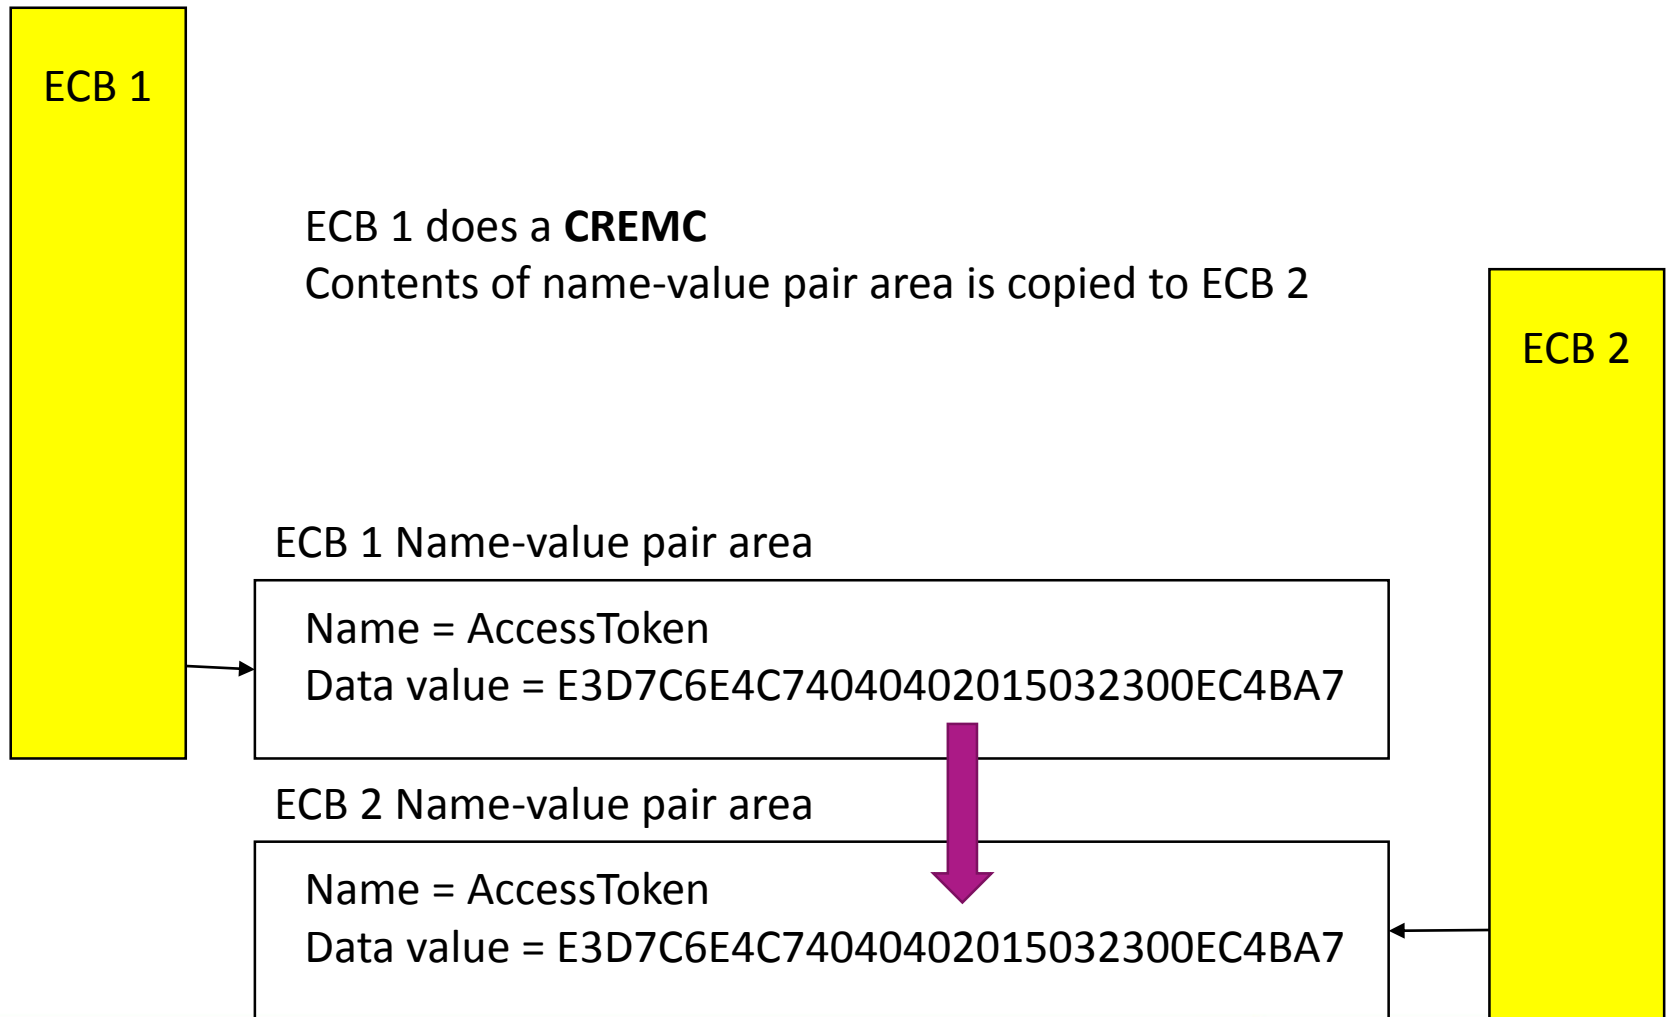 ECB 1
ECB 1 does a CREMC
Contents of name-value pair area is copied to ECB 2
ECB 2
ECB 1 Name-value pair area
Name = AccessToken
Data value = E3D7C6E4C74040402015032300EC4BA7
ECB 2 Name-value pair area
Name = AccessToken
Data value = E3D7C6E4C74040402015032300EC4BA7